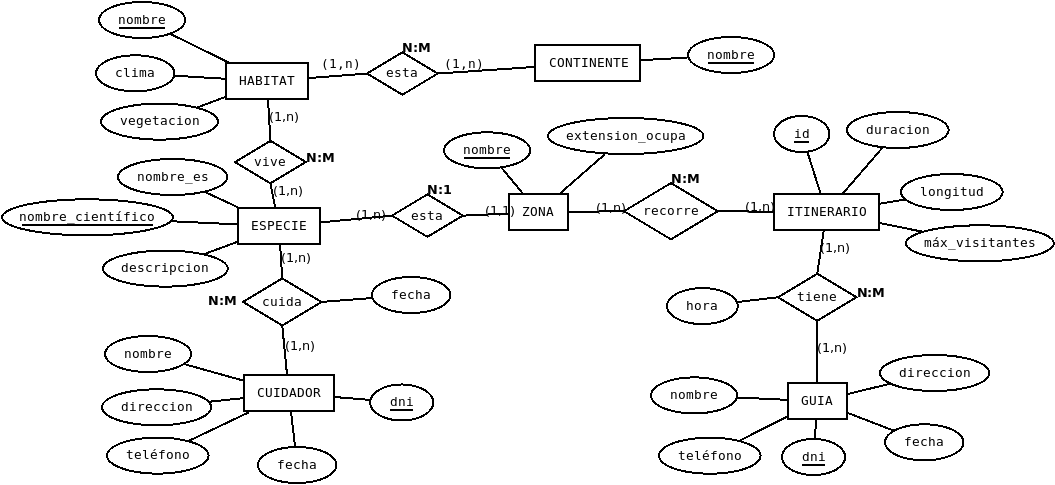 nombre
N:M
clima
HABITAT
(1,n)
esta
(1,n)
CONTINENTE
nombre
vegetacion
(1,n)
vive
N:M
nombre_es
(1,n)
nombre_científico
ESPECIE
(1,n)
descripcion
N:1
esta
(1,1)
nombre
extension_ocupa
ZONA
(1,n)
N:M
recorre
(1,n)
id
duracion
longitud
ITINERARIO
máx_visitantes
(1,n)
(1,n)
N:M
cuida
fecha
hora
tiene
N:M
(1,n)
(1,n)
nombre
direccion
CUIDADOR
dni
teléfono
fecha
nombre
GUIA
direccion
teléfono
dni
fecha